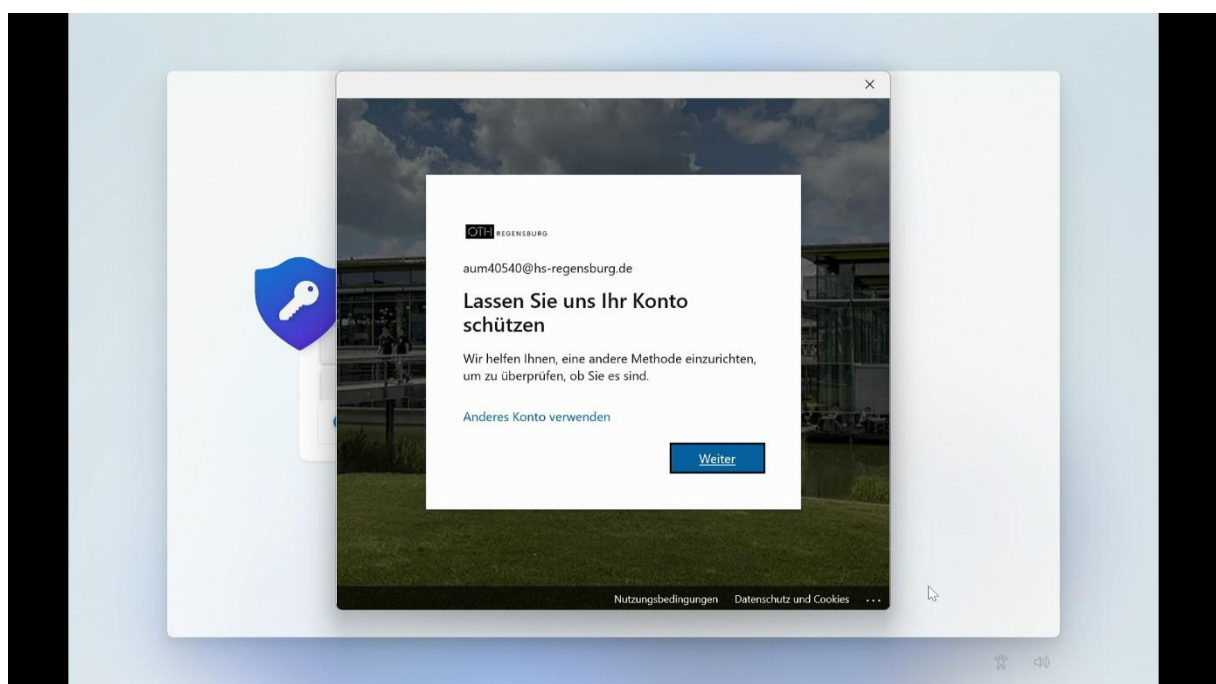 OTH REGENSBURG
aum40540@hs-regensburg.de
Lassen Sie uns Ihr Konto
schützen
Wir helfen Ihnen, eine andere Methode einzurichten,
um zu überprüfen, ob Sie es sind.
Anderes Konto verwenden
Weiter
Nutzungsbedingungen Datenschutz und Cookies ...